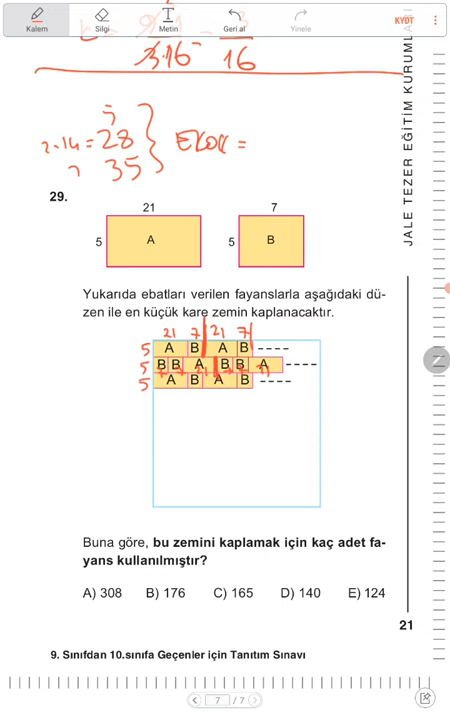 Kalem Silgi Metin Geri al Yinele KYDT
3.16 16
JALE TEZER EĞİTİM KURUMLARI
2.14 = 28 } EKOK =
35
29.
21 7
5 A 5 B
Yukarıda ebatları verilen fayanslarla aşağıdaki dü-
zen ile en küçük kare zemin kaplanacaktır.
21 7 21 7
5 A B A B -----
5 B B A B B A -----
5 A B A B -----
Buna göre, bu zemini kaplamak için kaç adet fa-
yans kullanılmıştır?
A) 308 B) 176 C) 165 D) 140 E) 124
21
9. Sınıfdan 10.sınıfa Geçenler için Tanıtım Sınavı
7 / 7